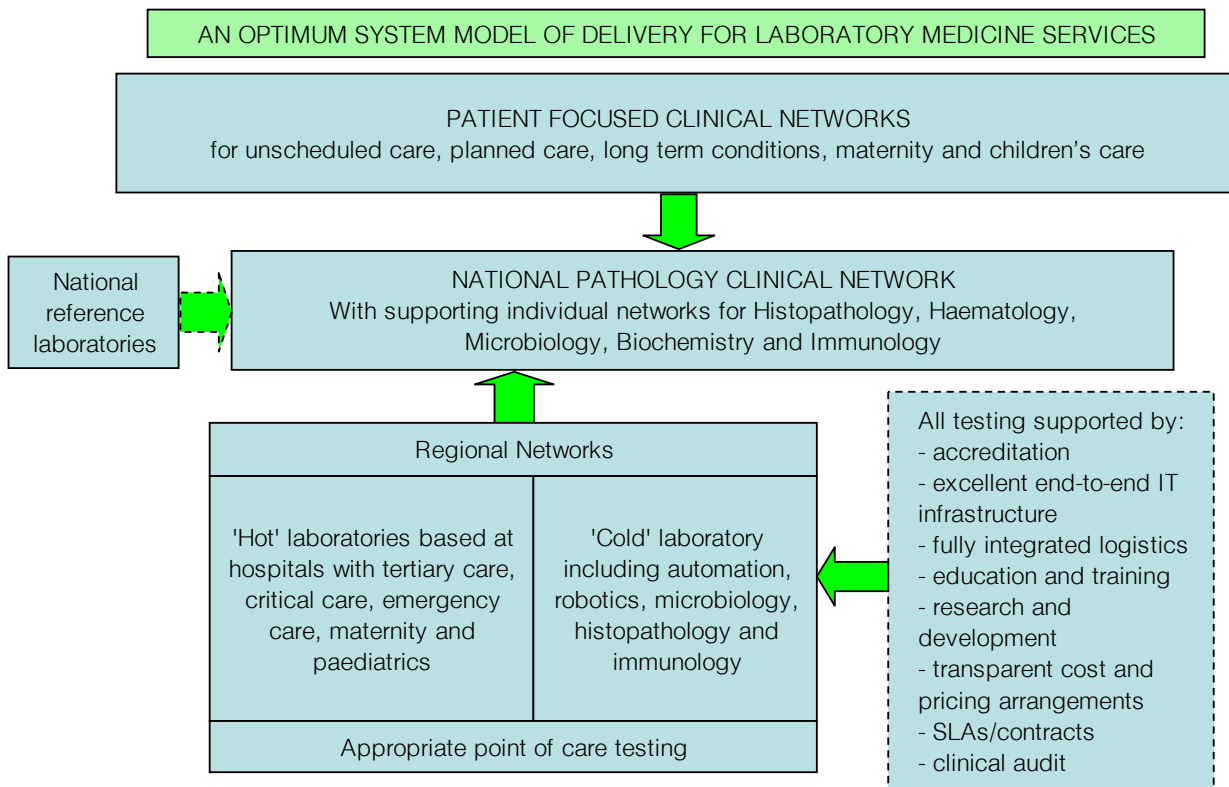 AN OPTIMUM SYSTEM MODEL OF DELIVERY FOR LABORATORY MEDICINE SERVICES
PATIENT FOCUSED CLINICAL NETWORKS
for unscheduled care, planned care, long term conditions, maternity and children's care
National
reference
laboratories
NATIONAL PATHOLOGY CLINICAL NETWORK
With supporting individual networks for Histopathology, Haematology,
Microbiology, Biochemistry and Immunology
Regional Networks
'Hot' laboratories based at
hospitals with tertiary care,
critical care, emergency
care, maternity and
paediatrics
'Cold' laboratory
including automation,
robotics, microbiology,
histopathology and
immunology
Appropriate point of care testing
All testing supported by:
- accreditation
- excellent end-to-end IT
infrastructure
- fully integrated logistics
- education and training
- research and
development
- transparent cost and
pricing arrangements
- SLAs/contracts
- clinical audit